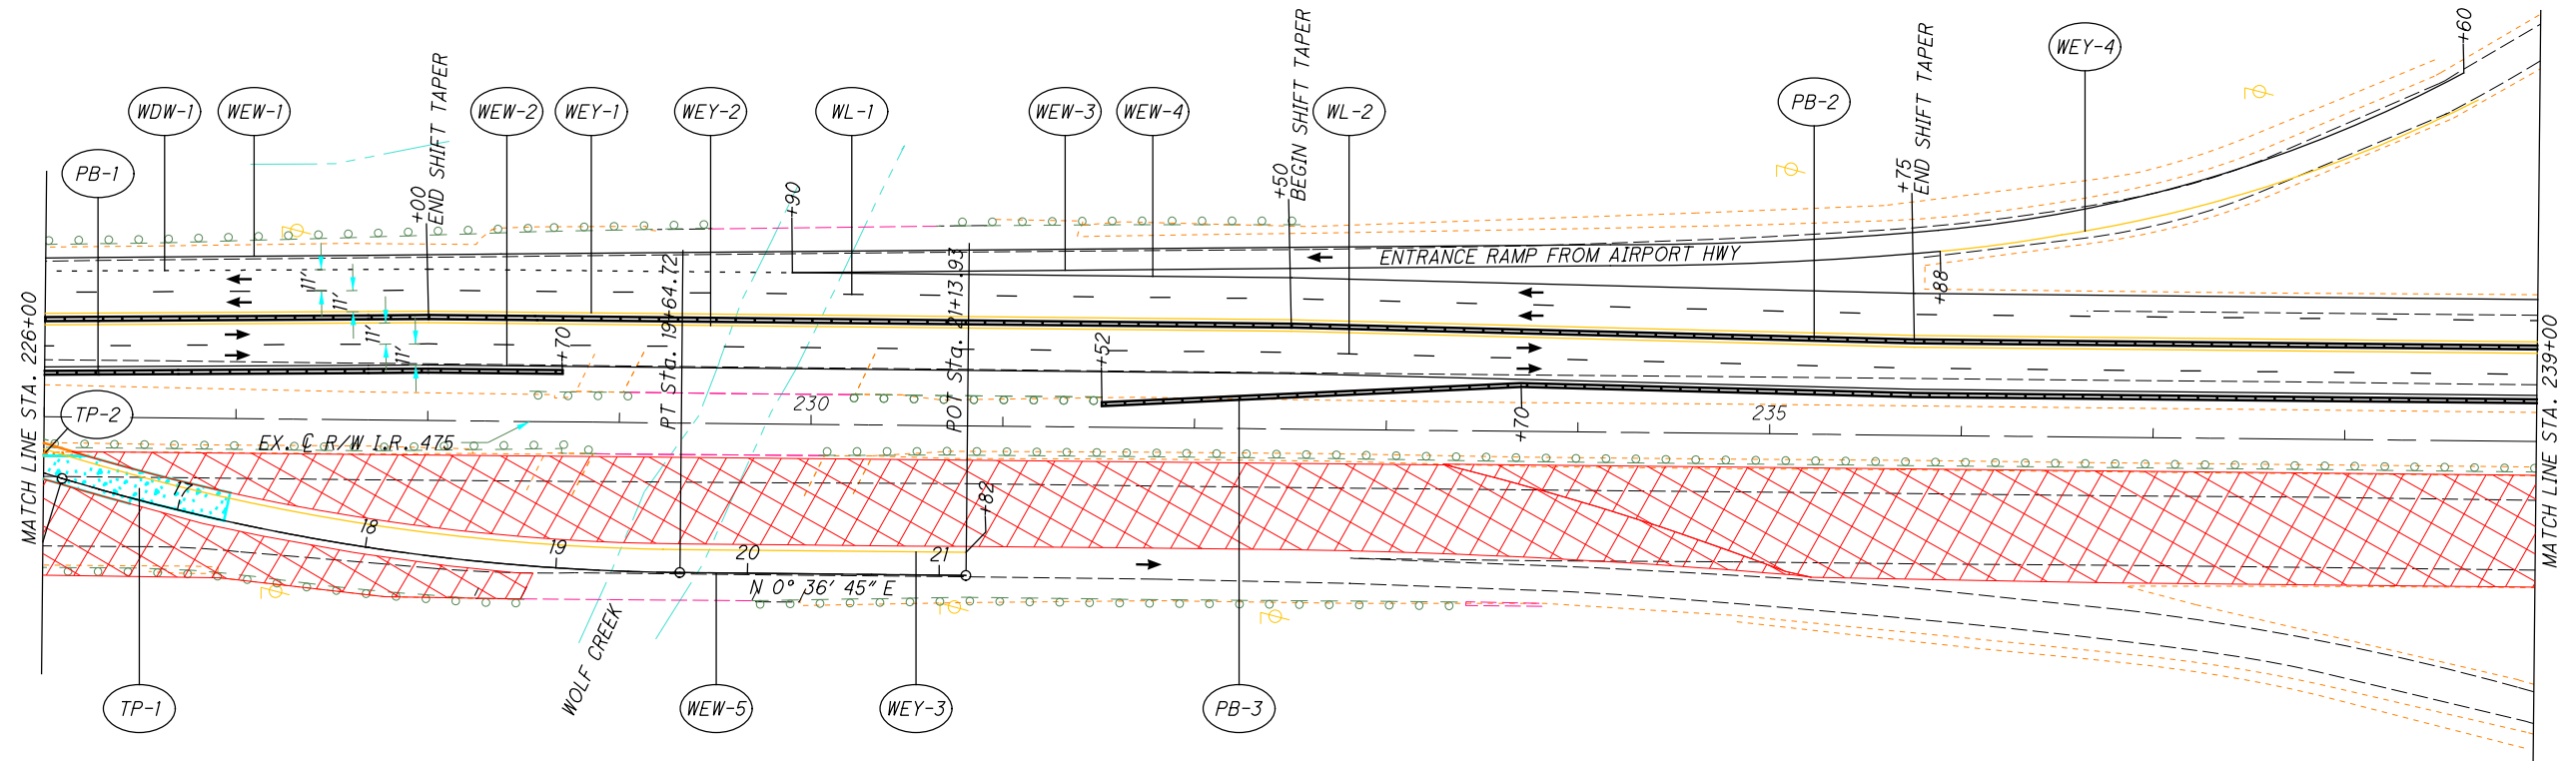 +60
WEY-4
END SHIFT TAPER
+00
BEGIN SHIFT TAPER
+50
END SHIFT TAPER
+75
WDW-1
WEW-1
WEW-2
WEY-1
WEY-2
WL-1
WEW-3
WEW-4
WL-2
PB-2
PB-1
+90
ENTRANCE RAMP FROM AIRPORT HWY
11'
11'
11'
11'
+88
MATCH LINE STA. 226+00
MATCH LINE STA. 239+00
PT Sta. 19+64.72
POT Sta. 21+13.93
+70
+52
+70
TP-2
230
235
EX. ℄ R/W I.R. 475
17
18
19
20
21
+82
N 0° 36' 45" E
WOLF CREEK
TP-1
WEW-5
WEY-3
PB-3